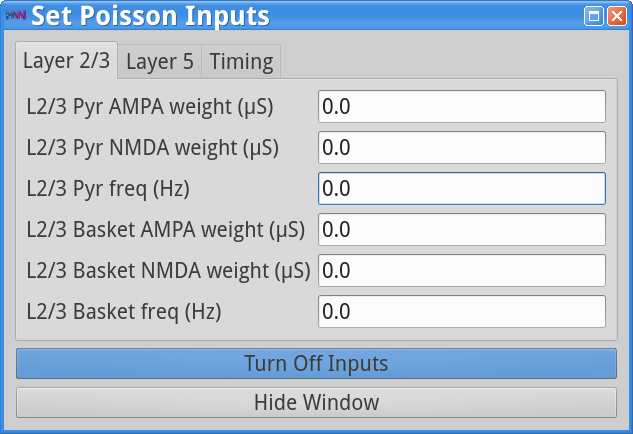 HNN Set Poisson Inputs
Layer 2/3 Layer 5 Timing
L2/3 Pyr AMPA weight (µS) 0.0
L2/3 Pyr NMDA weight (µS) 0.0
L2/3 Pyr freq (Hz) 0.0
L2/3 Basket AMPA weight (µS) 0.0
L2/3 Basket NMDA weight (µS) 0.0
L2/3 Basket freq (Hz) 0.0
Turn Off Inputs
Hide Window